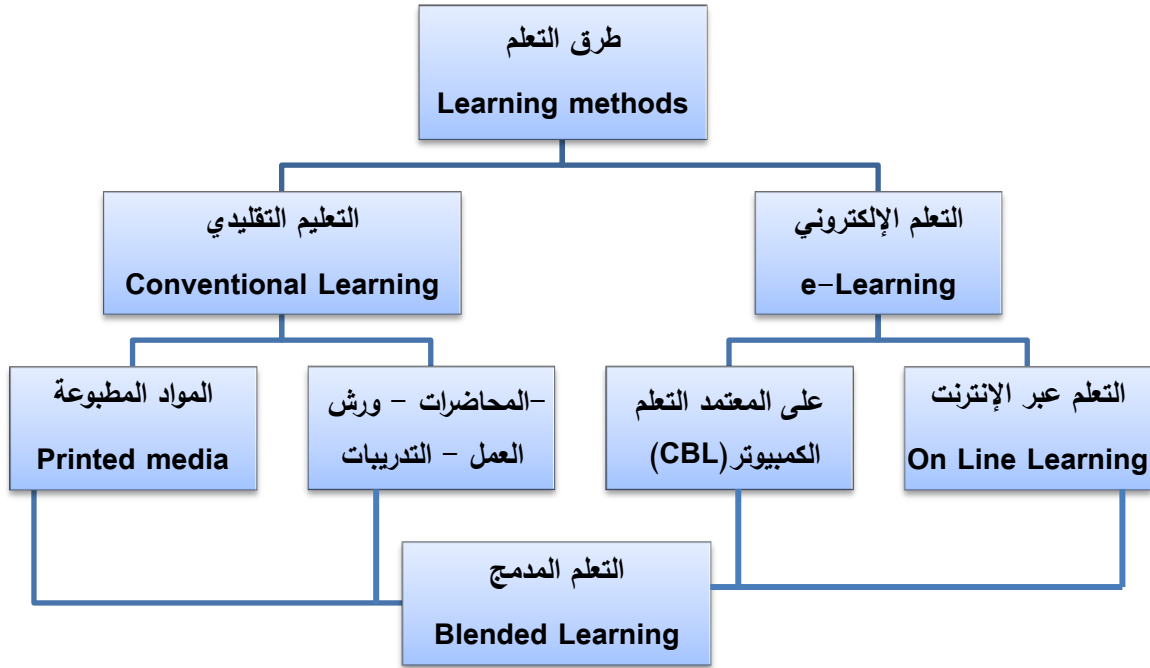 طرق التعلم
Learning methods
التعلم الإلكتروني
e-Learning
التعليم التقليدي
Conventional Learning
التعلم عبر الإنترنت
On Line Learning
على المعتمد التعلم
الكمبيوتر(CBL)
-المحاضرات - ورش
العمل - التدريبات
المواد المطبوعة
Printed media
التعلم المدمج
Blended Learning